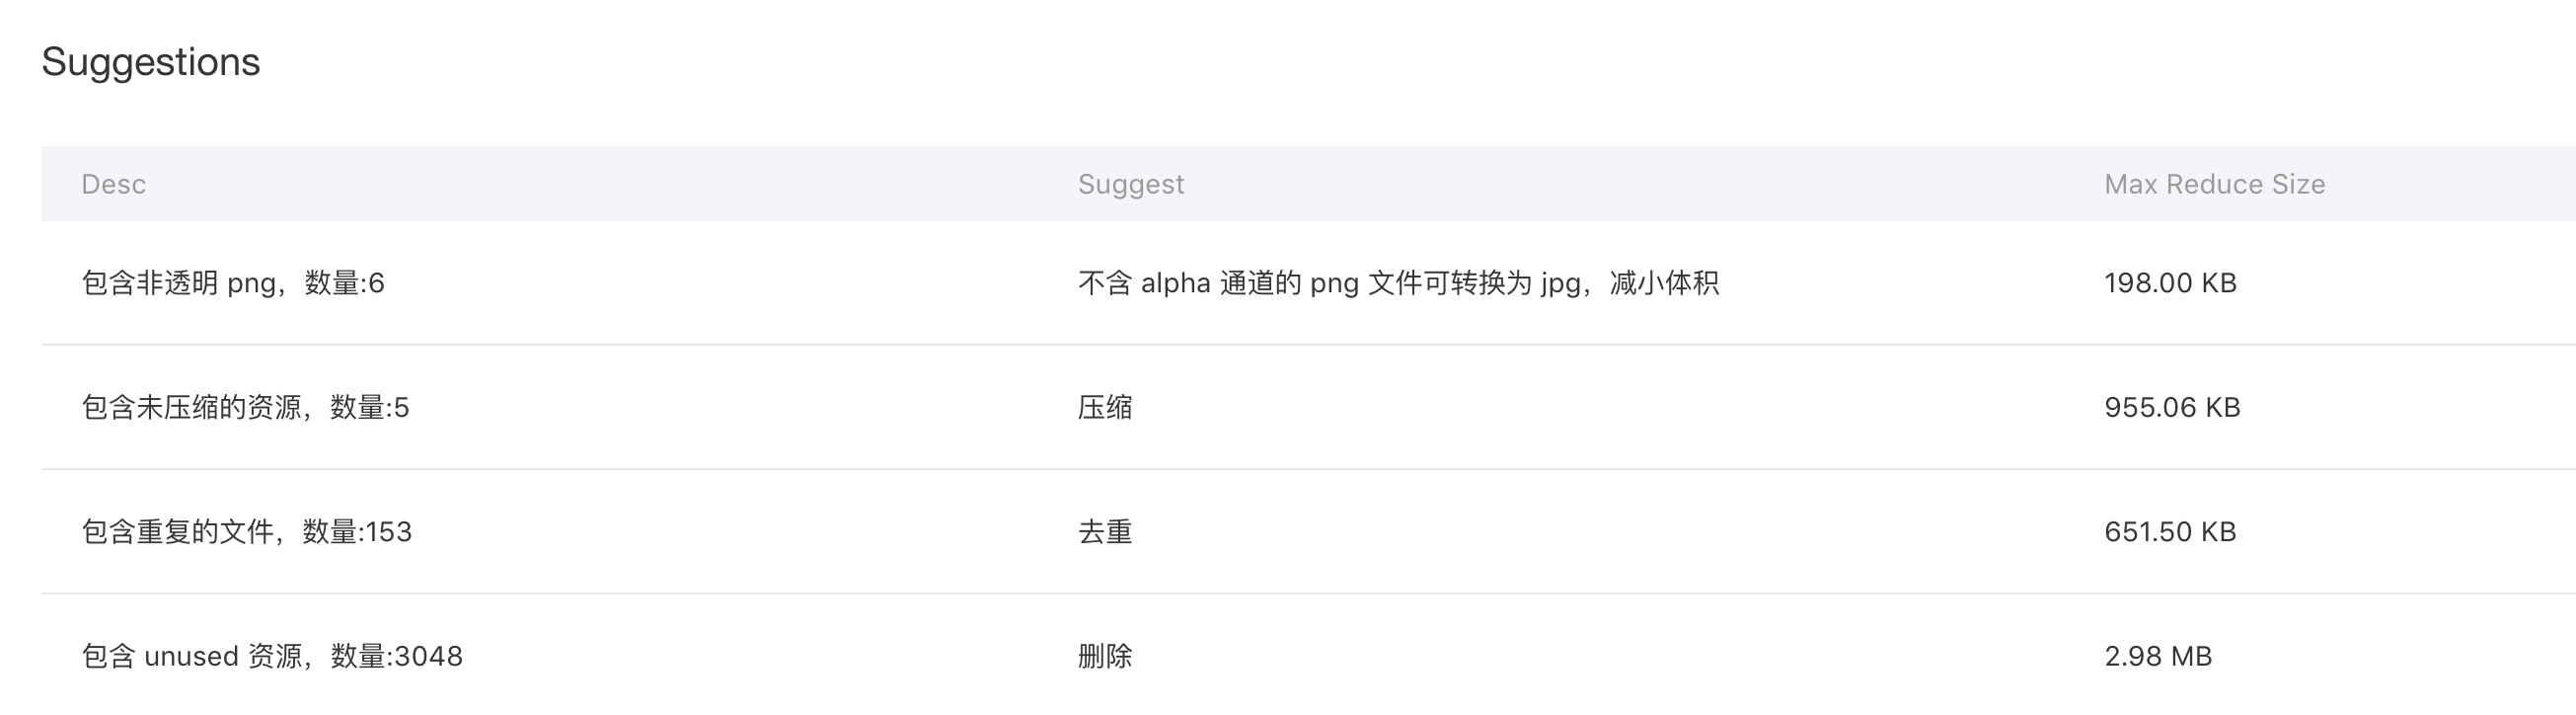 Suggestions
Desc Suggest Max Reduce Size
包含非透明 png，数量:6 不含 alpha 通道的 png 文件可转换为 jpg，减小体积 198.00 KB
包含未压缩的资源，数量:5 压缩 955.06 KB
包含重复的文件，数量:153 去重 651.50 KB
包含 unused 资源，数量:3048 删除 2.98 MB